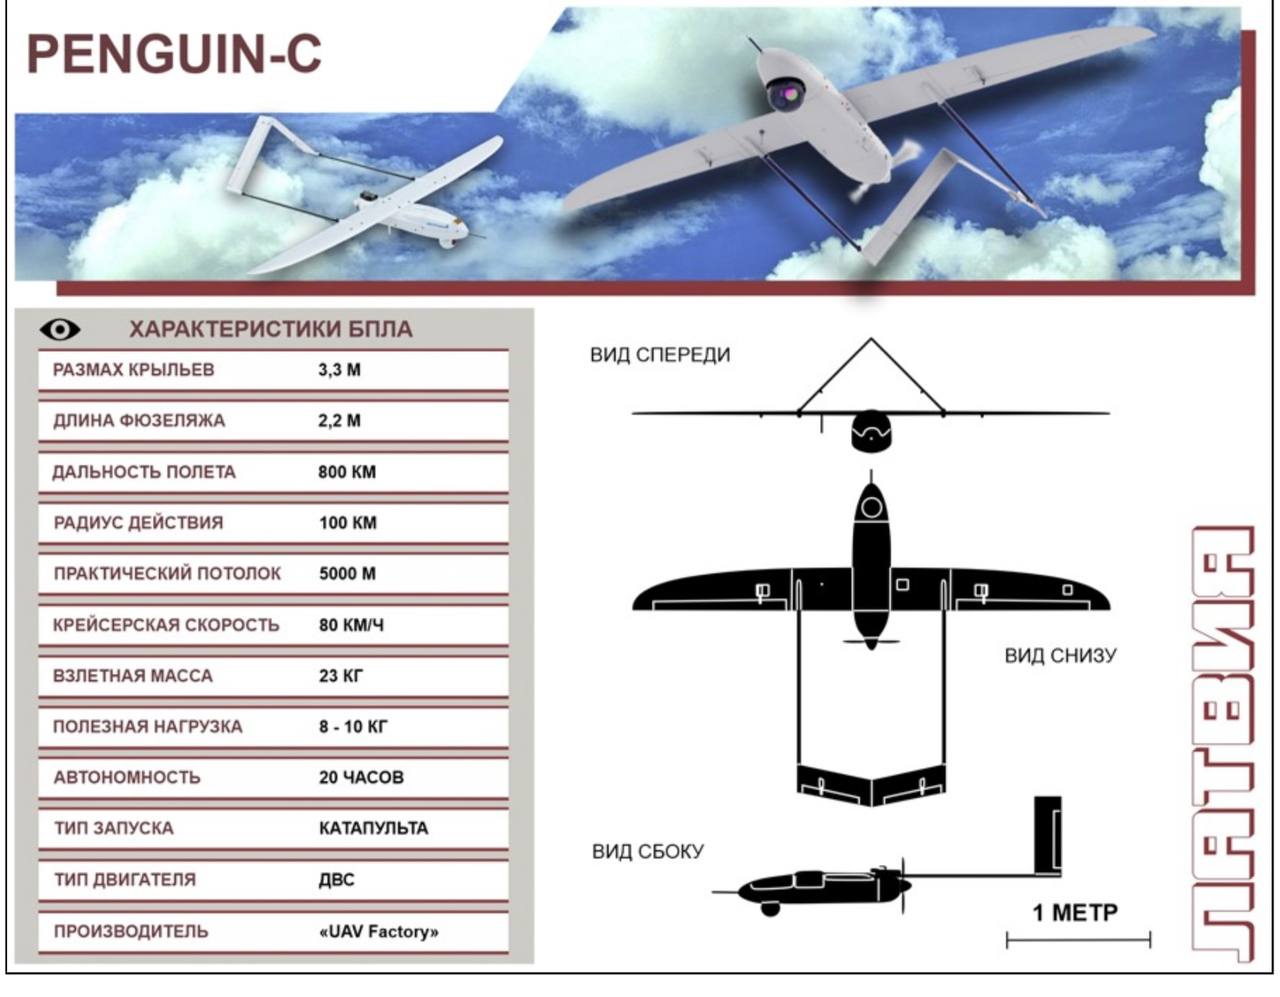 PENGUIN-C
ХАРАКТЕРИСТИКИ БПЛА
РАЗМАХ КРЫЛЬЕВ 3,3 М
ДЛИНА ФЮЗЕЛЯЖА 2,2 М
ДАЛЬНОСТЬ ПОЛЕТА 800 КМ
РАДИУС ДЕЙСТВИЯ 100 КМ
ПРАКТИЧЕСКИЙ ПОТОЛОК 5000 М
КРЕЙСЕРСКАЯ СКОРОСТЬ 80 КМ/Ч
ВЗЛЕТНАЯ МАССА 23 КГ
ПОЛЕЗНАЯ НАГРУЗКА 8 - 10 КГ
АВТОНОМНОСТЬ 20 ЧАСОВ
ТИП ЗАПУСКА КАТАПУЛЬТА
ТИП ДВИГАТЕЛЯ ДВС
ПРОИЗВОДИТЕЛЬ «UAV Factory»
ВИД СПЕРЕДИ
ВИД СНИЗУ
ВИД СБОКУ
1 МЕТР
ЛАТВИЯ